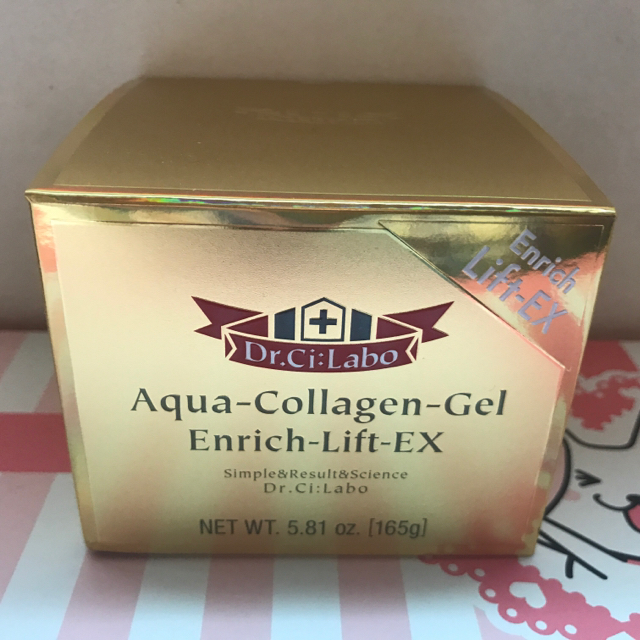 Enrich
Lift-EX
Dr.Ci:Labo
Aqua-Collagen-Gel
Enrich-Lift-EX
Simple&Result&Science
Dr.Ci:Labo
NET WT. 5.81 oz. [165g]